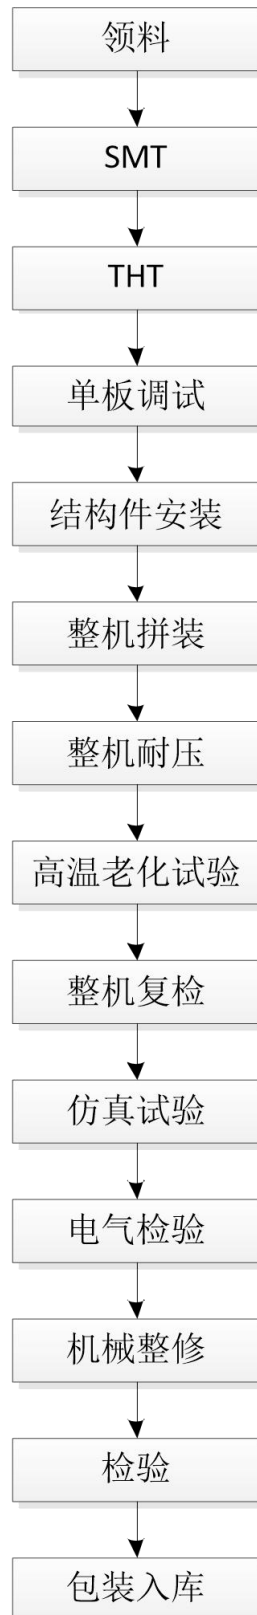 领料
SMT
THT
单板调试
结构件安装
整机拼装
整机耐压
高温老化试验
整机复检
仿真试验
电气检验
机械整修
检验
包装入库